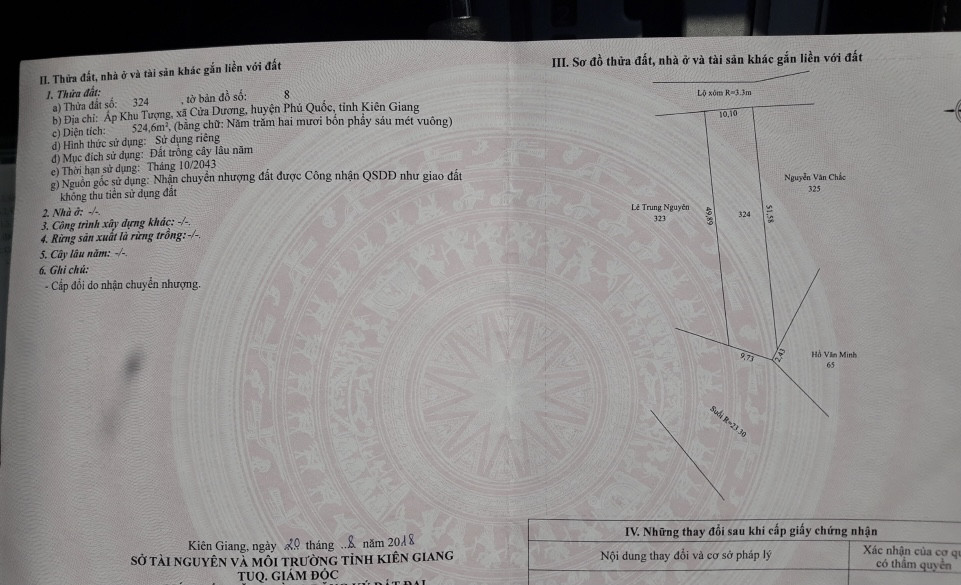 II. Thửa đất, nhà ở và tài sản khác gắn liền với đất
1. Thửa đất:
a) Thửa đất số: 324 , tờ bản đồ số: 8
b) Địa chỉ: Ấp Khu Tượng, xã Cửa Dương, huyện Phú Quốc, tỉnh Kiên Giang
c) Diện tích: 524,6m², (bằng chữ: Năm trăm hai mươi bốn phẩy sáu mét vuông)
d) Hình thức sử dụng: Sử dụng riêng
đ) Mục đích sử dụng: Đất trồng cây lâu năm
e) Thời hạn sử dụng: Tháng 10/2043
g) Nguồn gốc sử dụng: Nhận chuyển nhượng đất được Công nhận QSDĐ như giao đất
không thu tiền sử dụng đất
2. Nhà ở: -/-.
3. Công trình xây dựng khác: -/-.
4. Rừng sản xuất là rừng trồng: -/-.
5. Cây lâu năm: -/-.
6. Ghi chú:
- Cấp đổi do nhận chuyển nhượng.
Kiên Giang, ngày 20 tháng 8 năm 2018
SỞ TÀI NGUYÊN VÀ MÔI TRƯỜNG TỈNH KIÊN GIANG
TUQ. GIÁM ĐỐC
III. Sơ đồ thửa đất, nhà ở và tài sản khác gắn liền với đất
Lộ xóm R=3.3m
10,10
Nguyễn Văn Chắc
325
Lê Trung Nguyên
323
49,89
324
51,58
9,73
2,43
Hồ Văn Minh
65
Suối R=23.30
IV. Những thay đổi sau khi cấp giấy chứng nhận
Nội dung thay đổi và cơ sở pháp lý
Xác nhận của cơ
có thẩm quyền